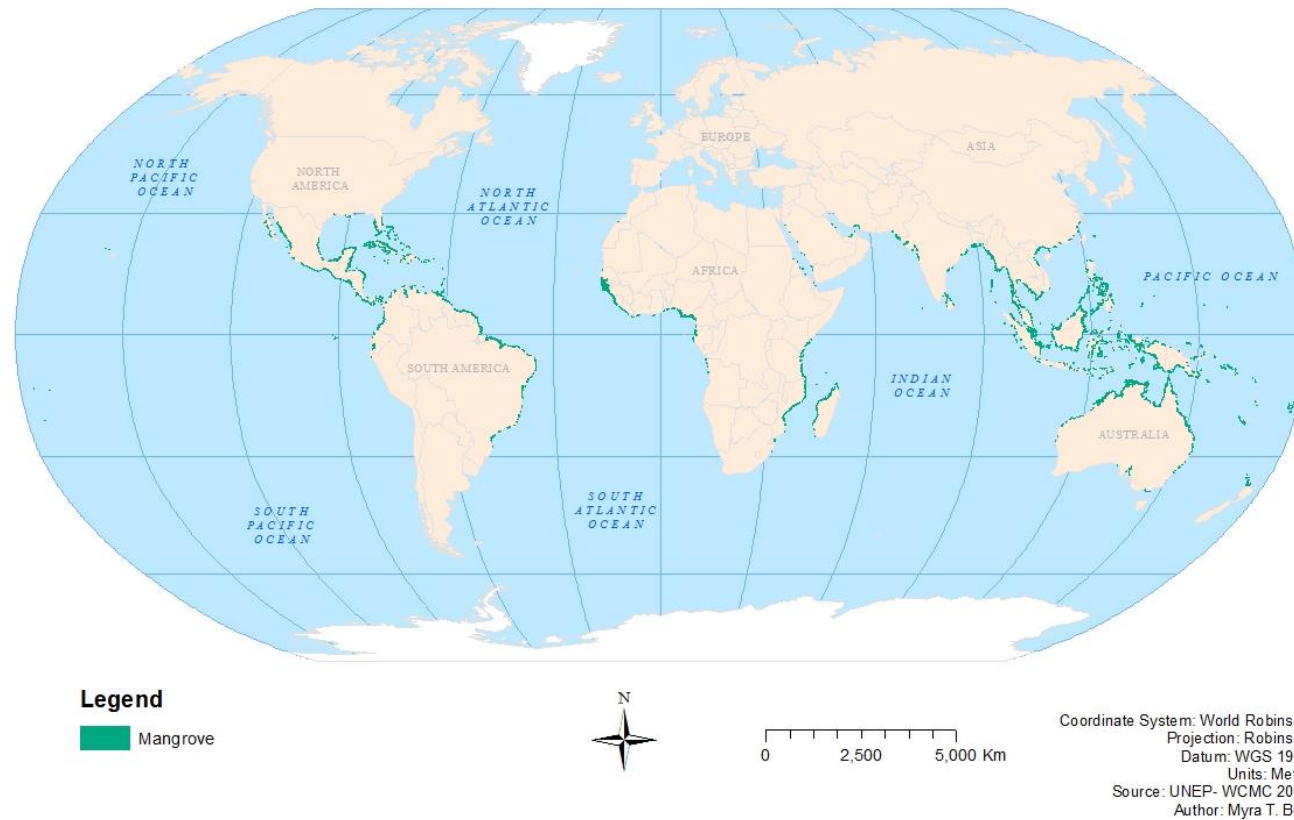 NORTH
PACIFIC
OCEAN
NORTH
AMERICA
NORTH
ATLANTIC
OCEAN
EUROPE
ASIA
AFRICA
PACIFIC OCEAN
SOUTH AMERICA
INDIAN
OCEAN
AUSTRALIA
SOUTH
PACIFIC
OCEAN
SOUTH
ATLANTIC
OCEAN
Legend
Mangrove
N
0 2,500 5,000 Km
Coordinate System: World Robins
Projection: Robins
Datum: WGS 19
Units: Me
Source: UNEP- WCMC 20
Author: Myra T. B